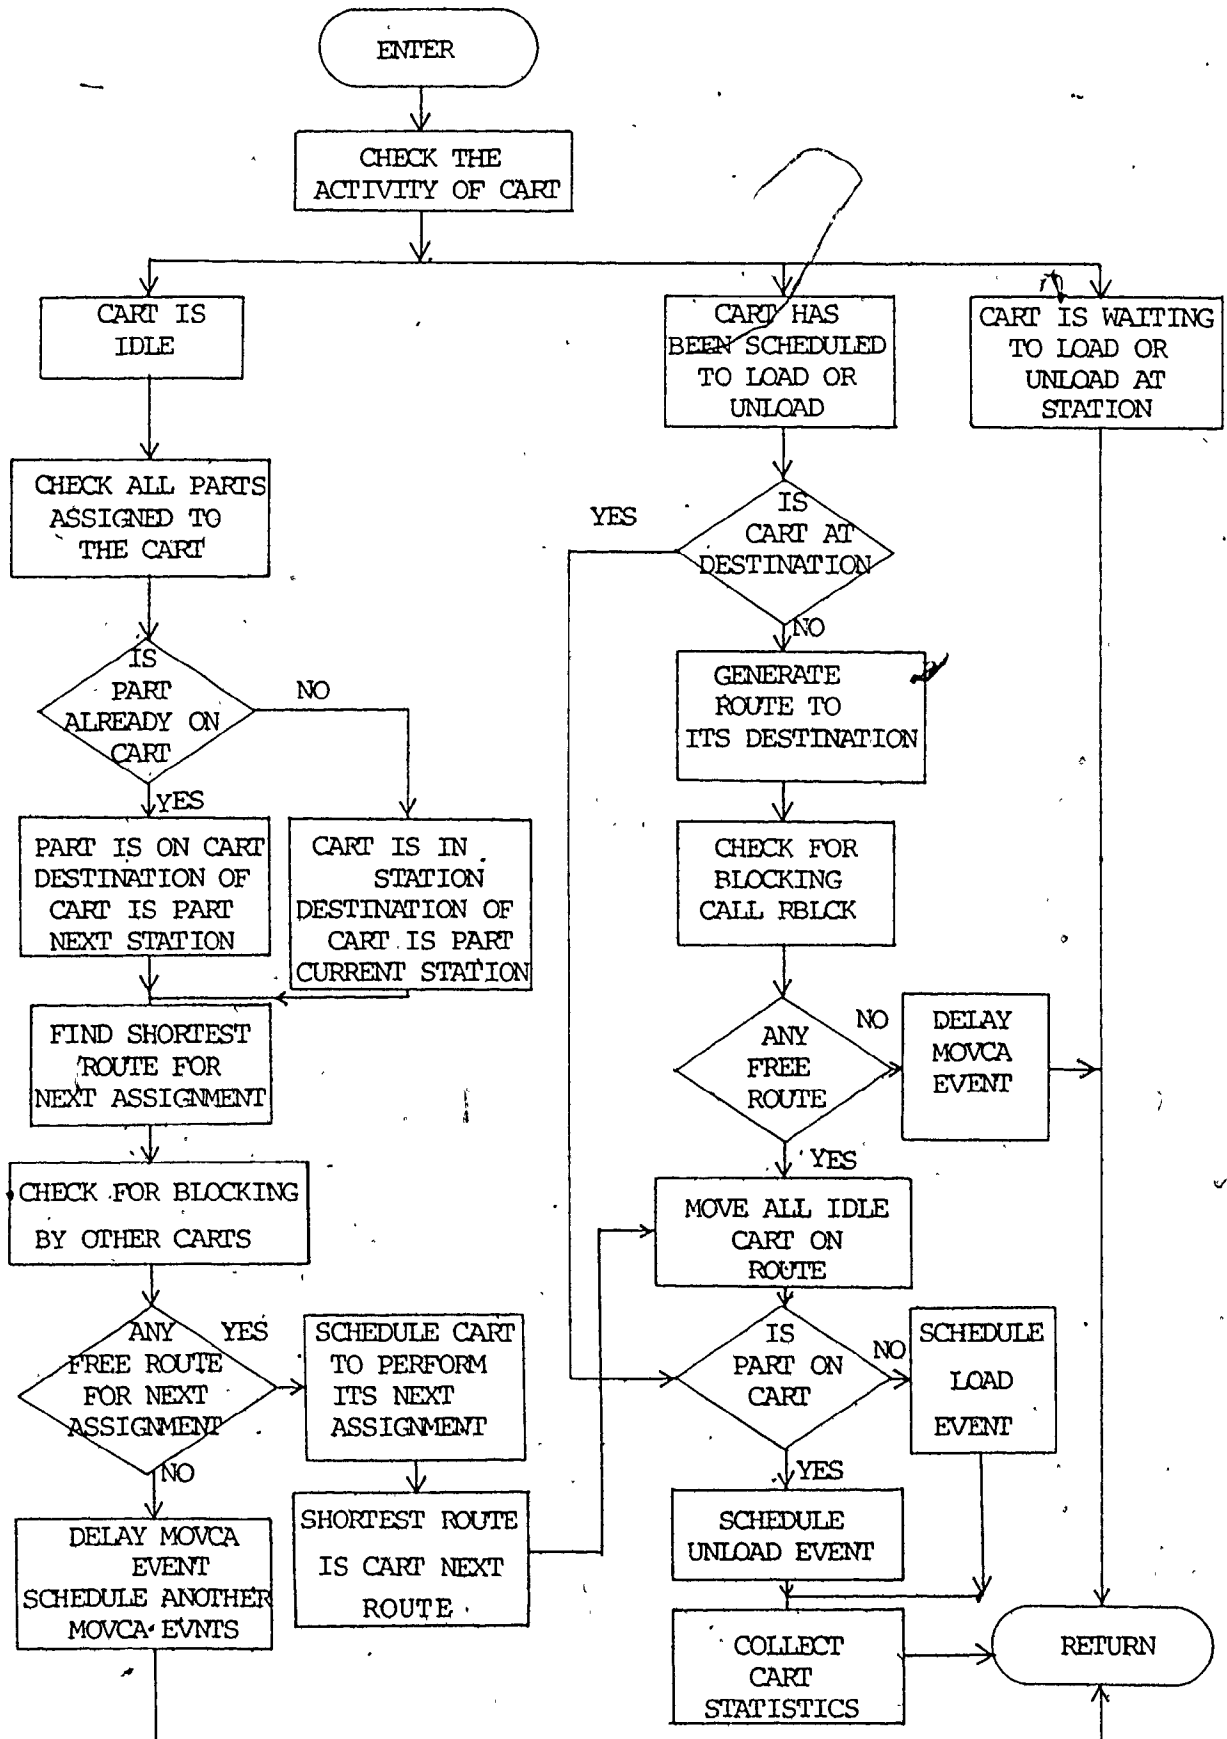 ENTER
CHECK THE
ACTIVITY OF CART
CART IS
IDLE
CART HAS
BEEN SCHEDULED
TO LOAD OR
UNLOAD
CART IS WAITING
TO LOAD OR
UNLOAD AT
STATION
CHECK ALL PARTS
ASSIGNED TO
THE CART
YES
IS
CART AT
DESTINATION
NO
IS
PART
ALREADY ON
CART
NO
YES
GENERATE
ROUTE TO
ITS DESTINATION
PART IS ON CART
DESTINATION OF
CART IS PART
NEXT STATION
CART IS IN
STATION
DESTINATION OF
CART IS PART
CURRENT STATION
CHECK FOR
BLOCKING
CALL RBLCK
FIND SHORTEST
ROUTE FOR
NEXT ASSIGNMENT
ANY
FREE
ROUTE
NO
DELAY
MOVCA
EVENT
YES
CHECK FOR BLOCKING
BY OTHER CARTS
MOVE ALL IDLE
CART ON
ROUTE
ANY
FREE ROUTE
FOR NEXT
ASSIGNMENT
YES
NO
SCHEDULE CART
TO PERFORM
ITS NEXT
ASSIGNMENT
IS
PART ON
CART
NO
YES
SCHEDULE
LOAD
EVENT
DELAY MOVCA
EVENT
SCHEDULE ANOTHER
MOVCA EVNTS
SHORTEST ROUTE
IS CART NEXT
ROUTE
SCHEDULE
UNLOAD EVENT
COLLECT
CART
STATISTICS
RETURN